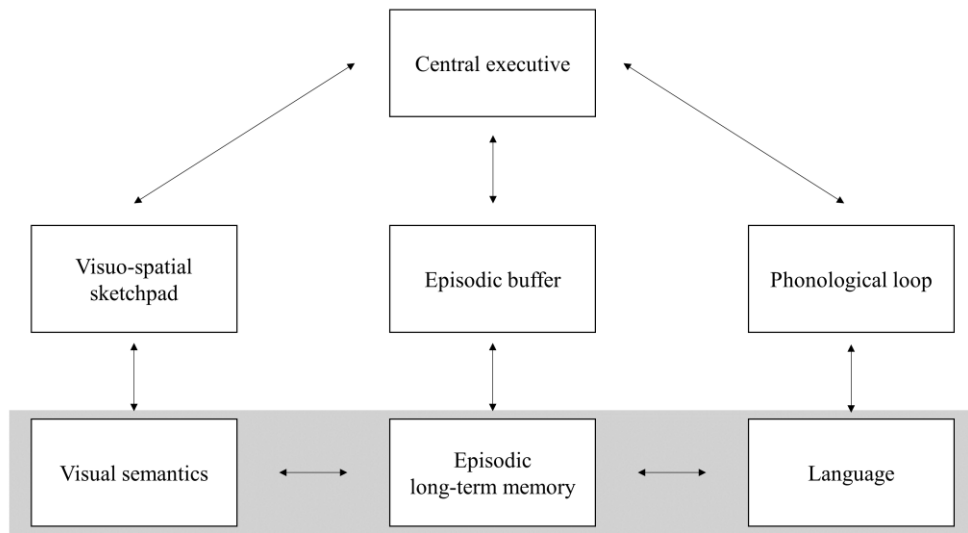 Central executive
Visuo-spatial
sketchpad
Episodic buffer
Phonological loop
Visual semantics
Episodic
long-term memory
Language